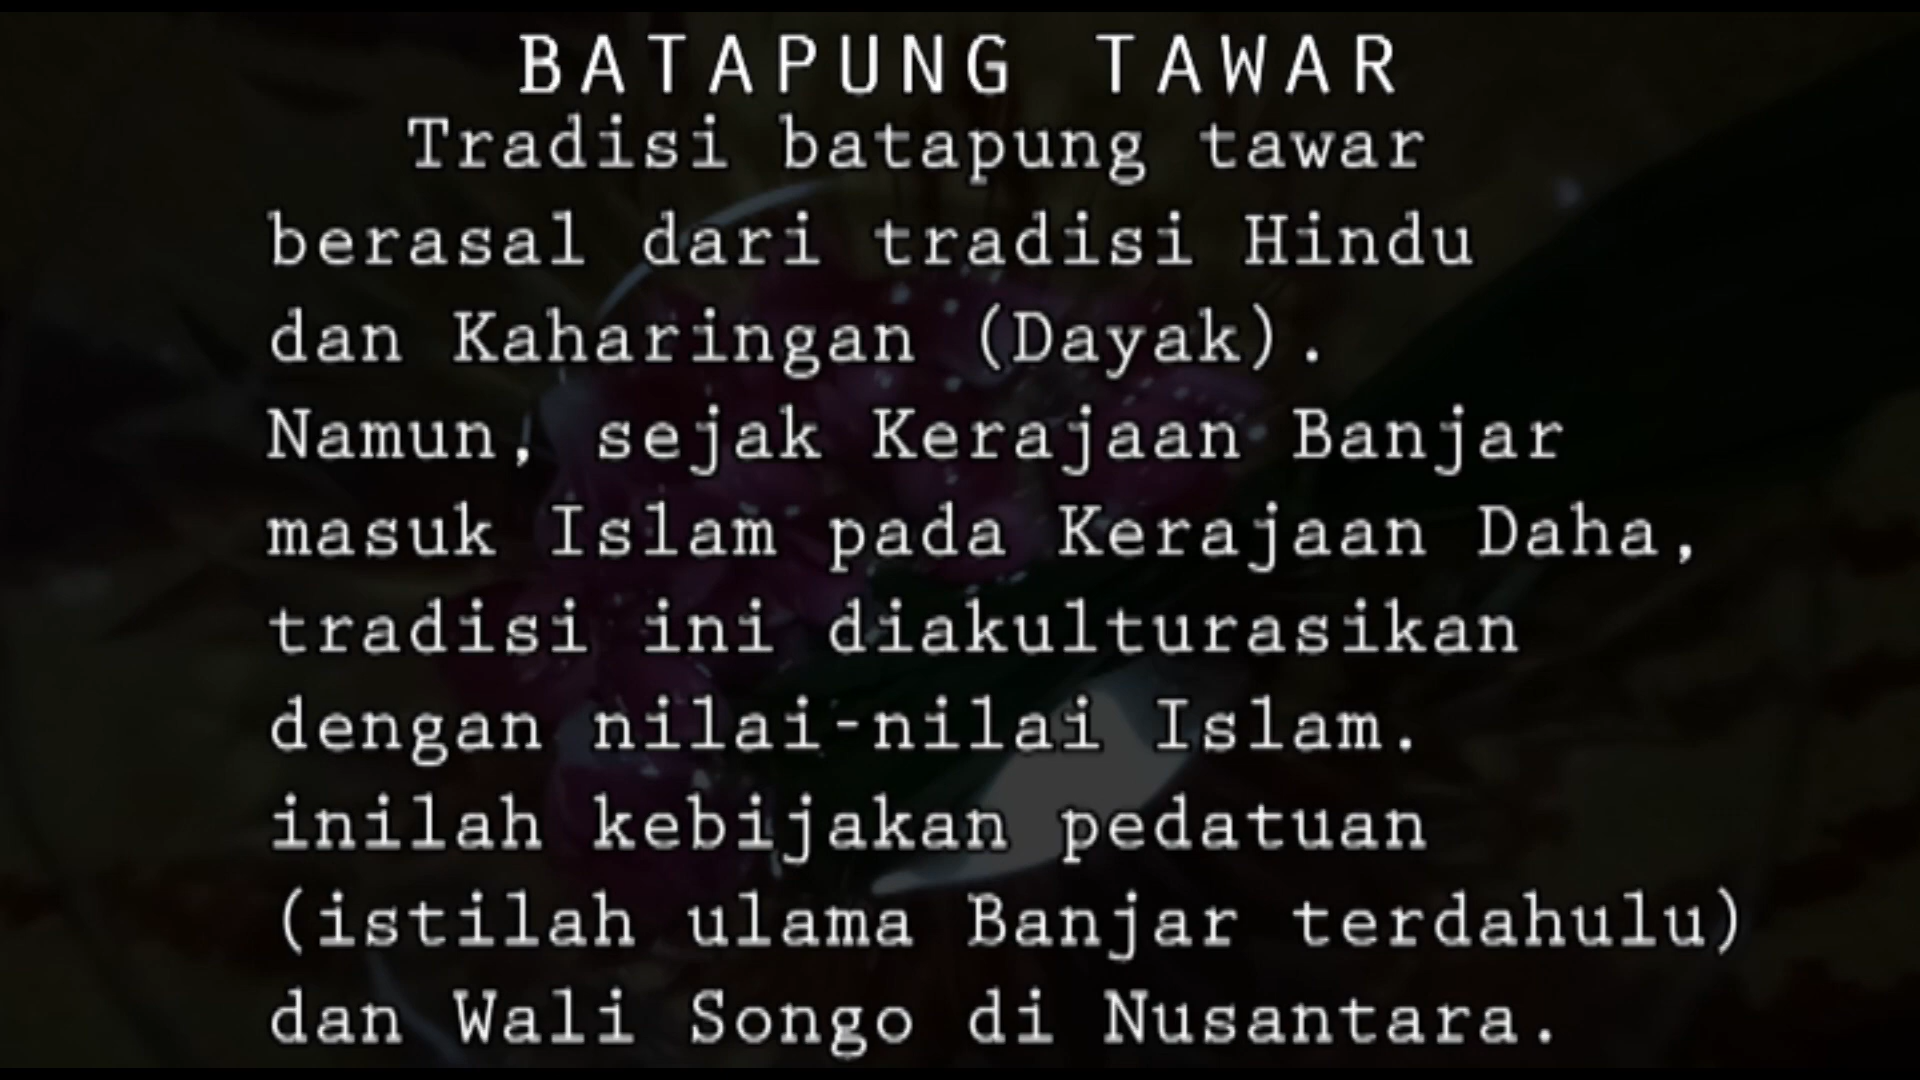 BATAPUNG TAWAR
Tradisi batapung tawar
berasal dari tradisi Hindu
dan Kaharingan (Dayak).
Namun, sejak Kerajaan Banjar
masuk Islam pada Kerajaan Daha,
tradisi ini diakulturasikan
dengan nilai-nilai Islam.
inilah kebijakan pedatuan
(istilah ulama Banjar terdahulu)
dan Wali Songo di Nusantara.